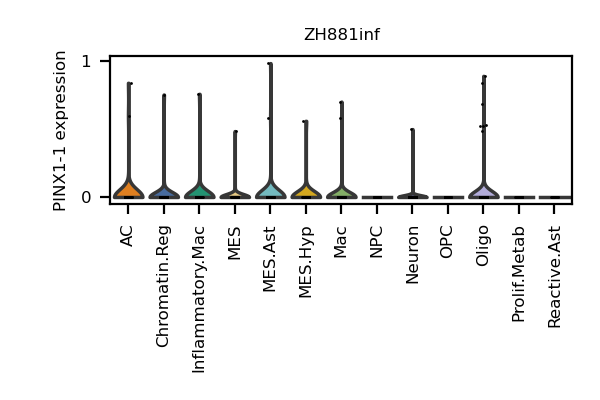 ZH881inf
PINX1-1 expression
1
0
AC
Chromatin.Reg
Inflammatory.Mac
MES
MES.Ast
MES.Hyp
Mac
NPC
Neuron
OPC
Oligo
Prolif.Metab
Reactive.Ast